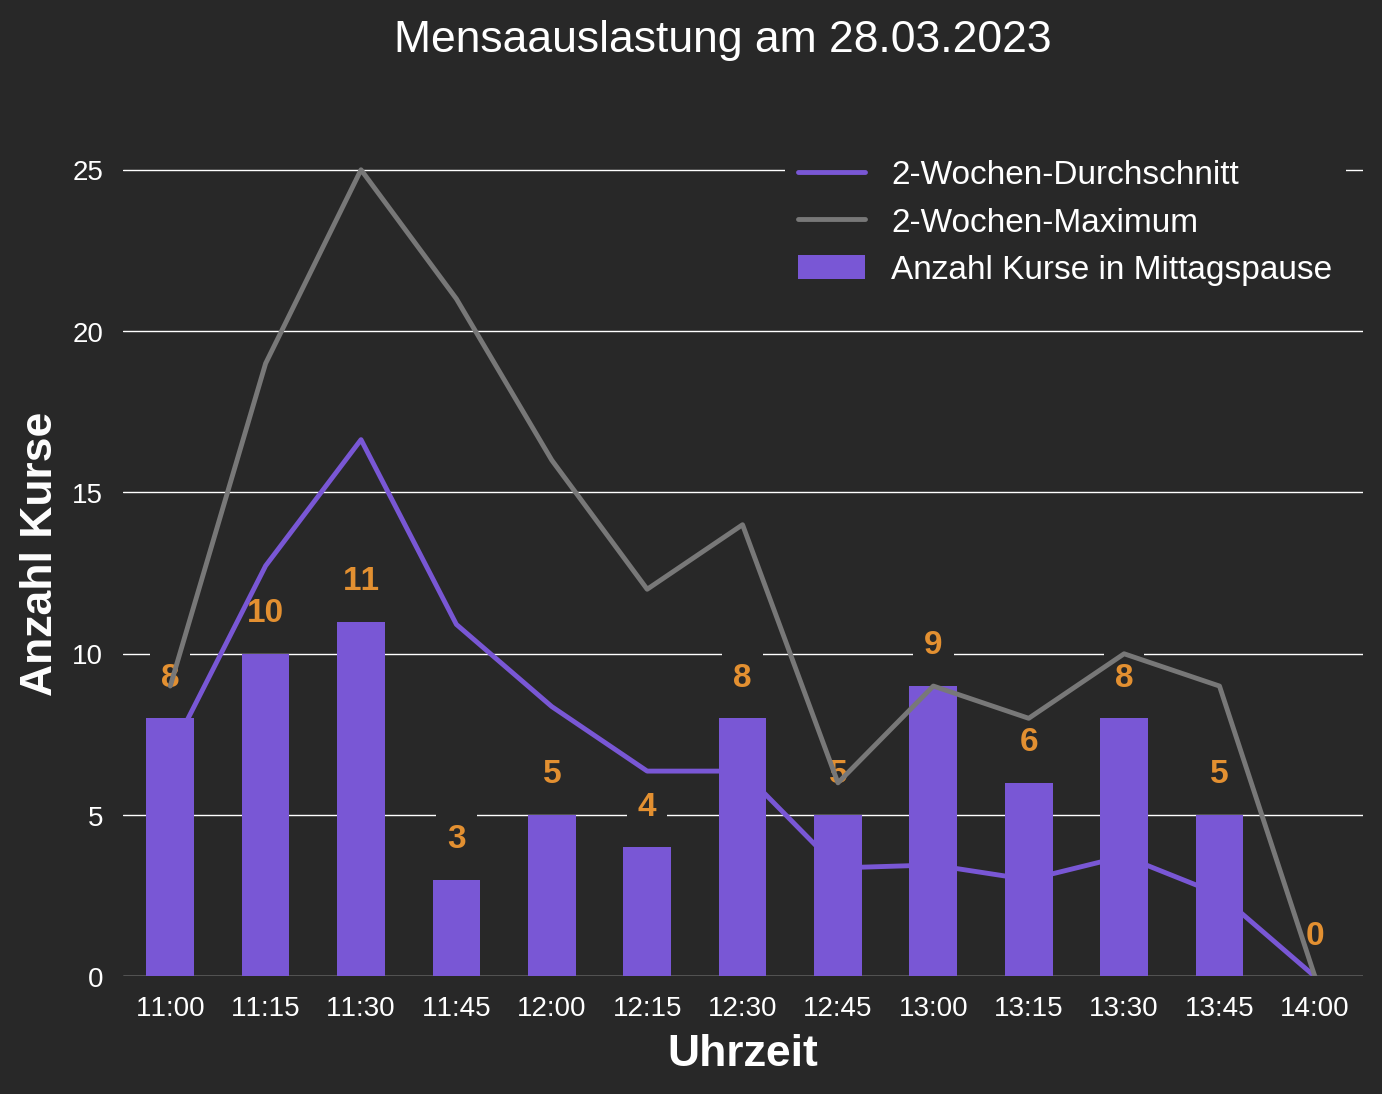 Mensaauslastung am 28.03.2023
2-Wochen-Durchschnitt
2-Wochen-Maximum
Anzahl Kurse in Mittagspause
Anzahl Kurse
25
20
15
10
5
0
8
10
11
3
5
4
8
5
9
6
8
5
0
11:00 11:15 11:30 11:45 12:00 12:15 12:30 12:45 13:00 13:15 13:30 13:45 14:00
Uhrzeit